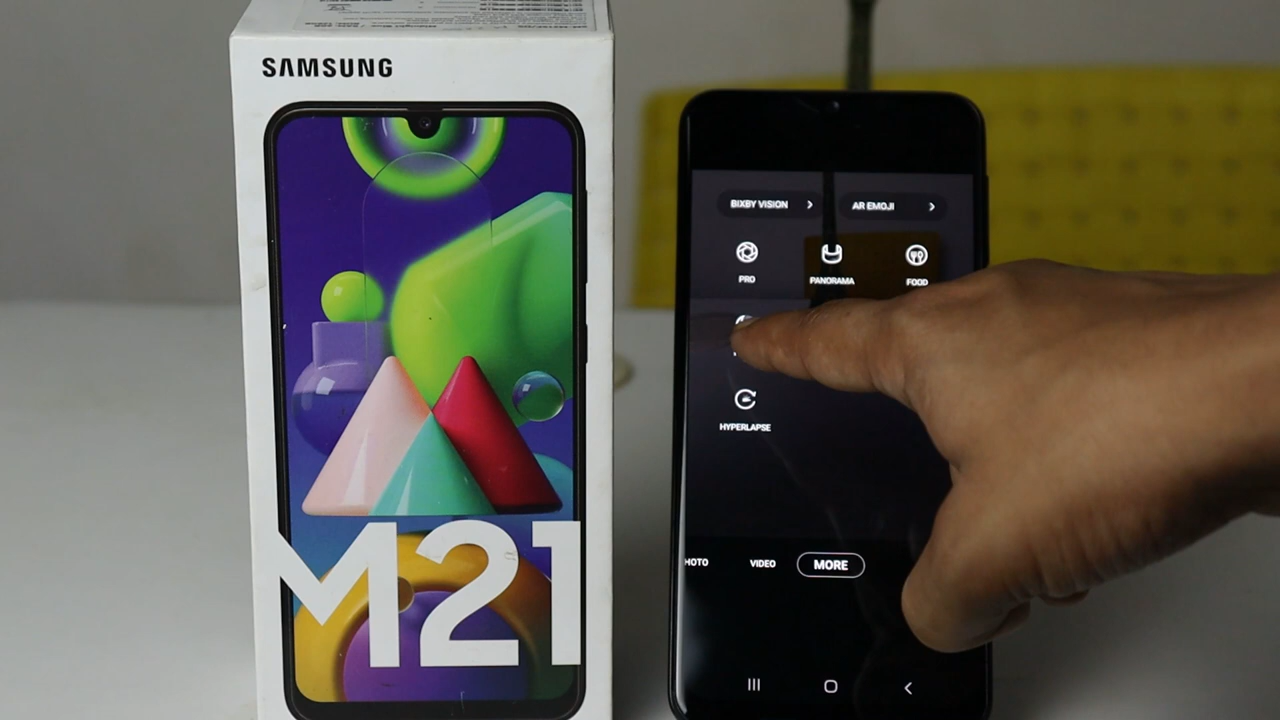 SAMSUNG
M21
BIXBY VISION
AR EMOJI
PRO
PANORAMA
FOOD
HYPERLAPSE
HOTO
VIDEO
MORE